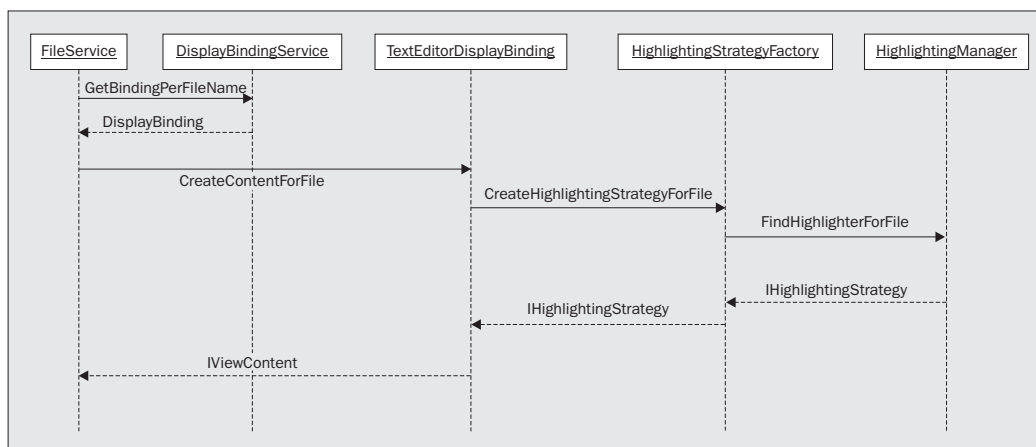 FileService
DisplayBindingService
TextEditorDisplayBinding
HighlightingStrategyFactory
HighlightingManager
GetBindingPerFileName
DisplayBinding
CreateContentForFile
CreateHighlightingStrategyForFile
FindHighlighterForFile
IHighlightingStrategy
IHighlightingStrategy
IViewContent